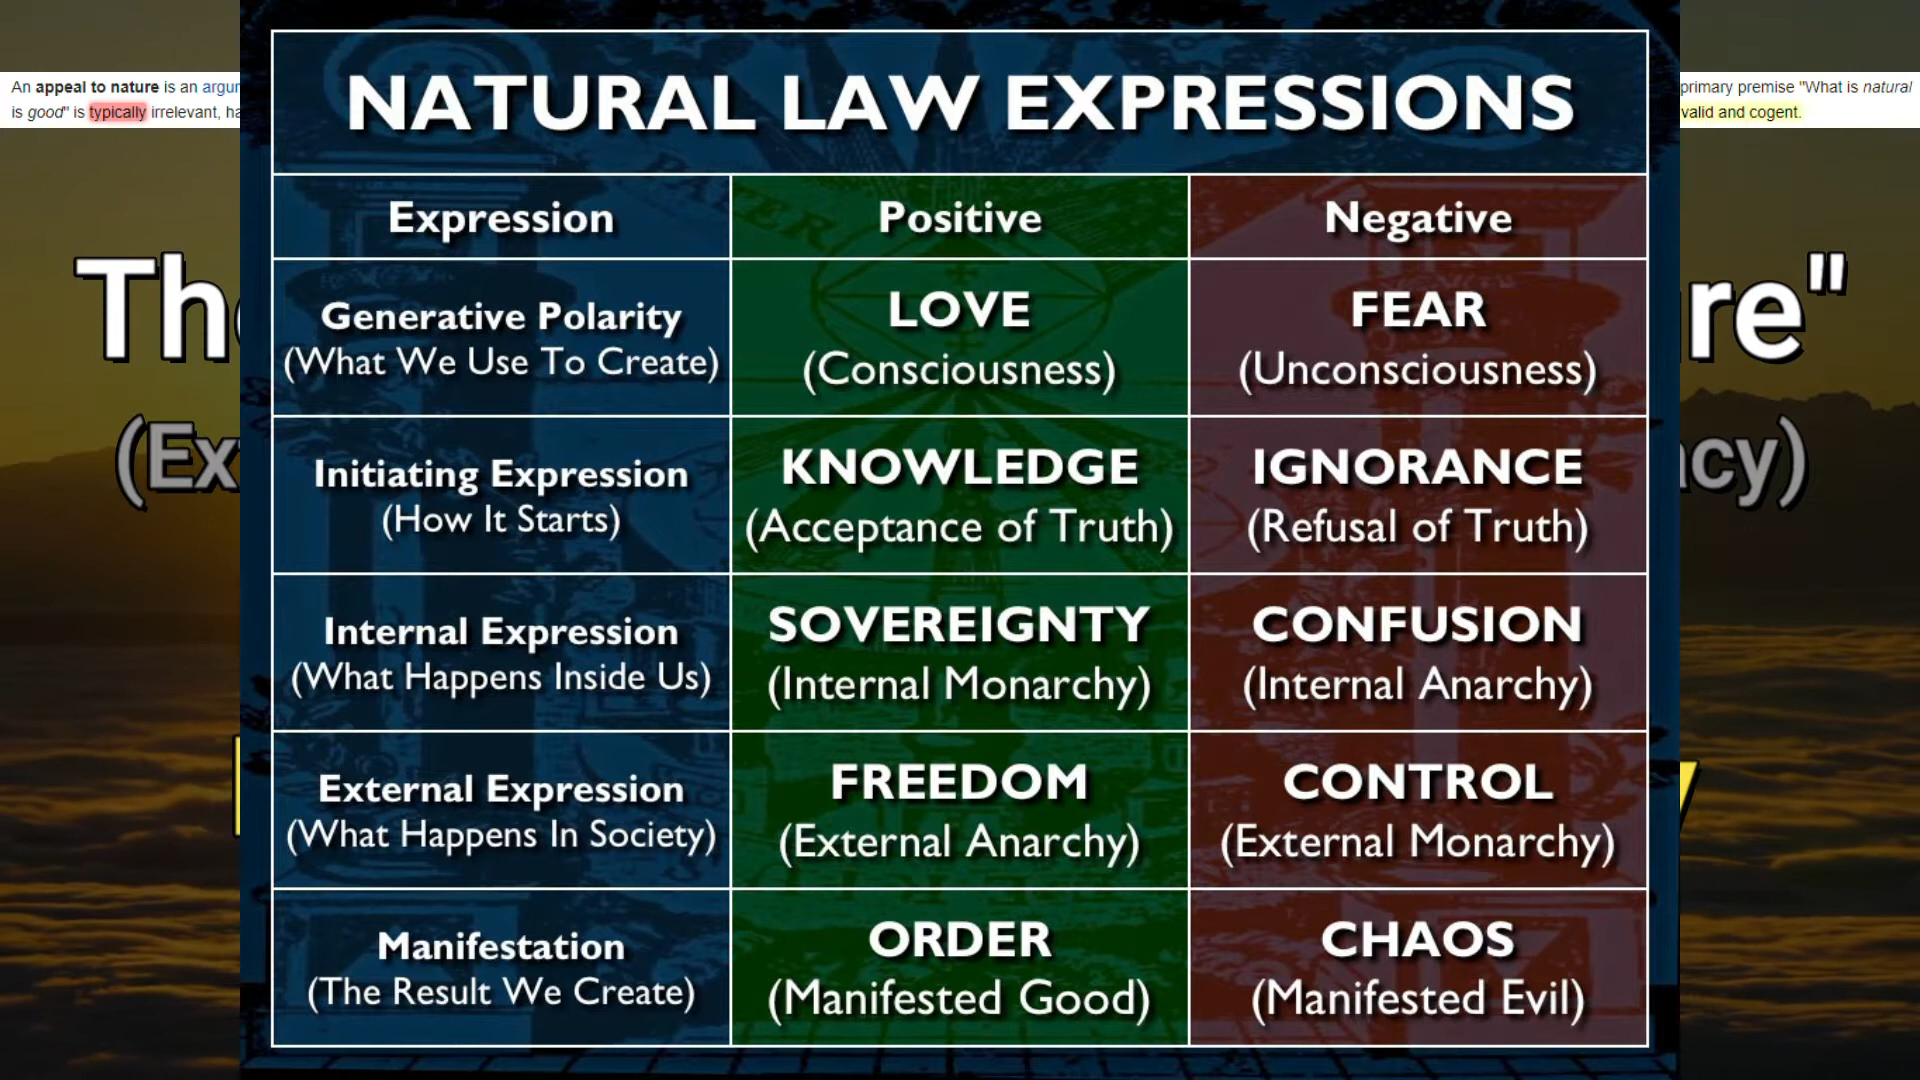 An appeal to nature is an argu
is good" is typically irrelevant, ha
primary premise "What is natural
valid and cogent.
NATURAL LAW EXPRESSIONS
Expression
Positive
Negative
Generative Polarity
(What We Use To Create)
LOVE
(Consciousness)
FEAR
(Unconsciousness)
Initiating Expression
(How It Starts)
KNOWLEDGE
(Acceptance of Truth)
IGNORANCE
(Refusal of Truth)
Internal Expression
(What Happens Inside Us)
SOVEREIGNTY
(Internal Monarchy)
CONFUSION
(Internal Anarchy)
External Expression
(What Happens In Society)
FREEDOM
(External Anarchy)
CONTROL
(External Monarchy)
Manifestation
(The Result We Create)
ORDER
(Manifested Good)
CHAOS
(Manifested Evil)
Th
re"
(Ex
acy)